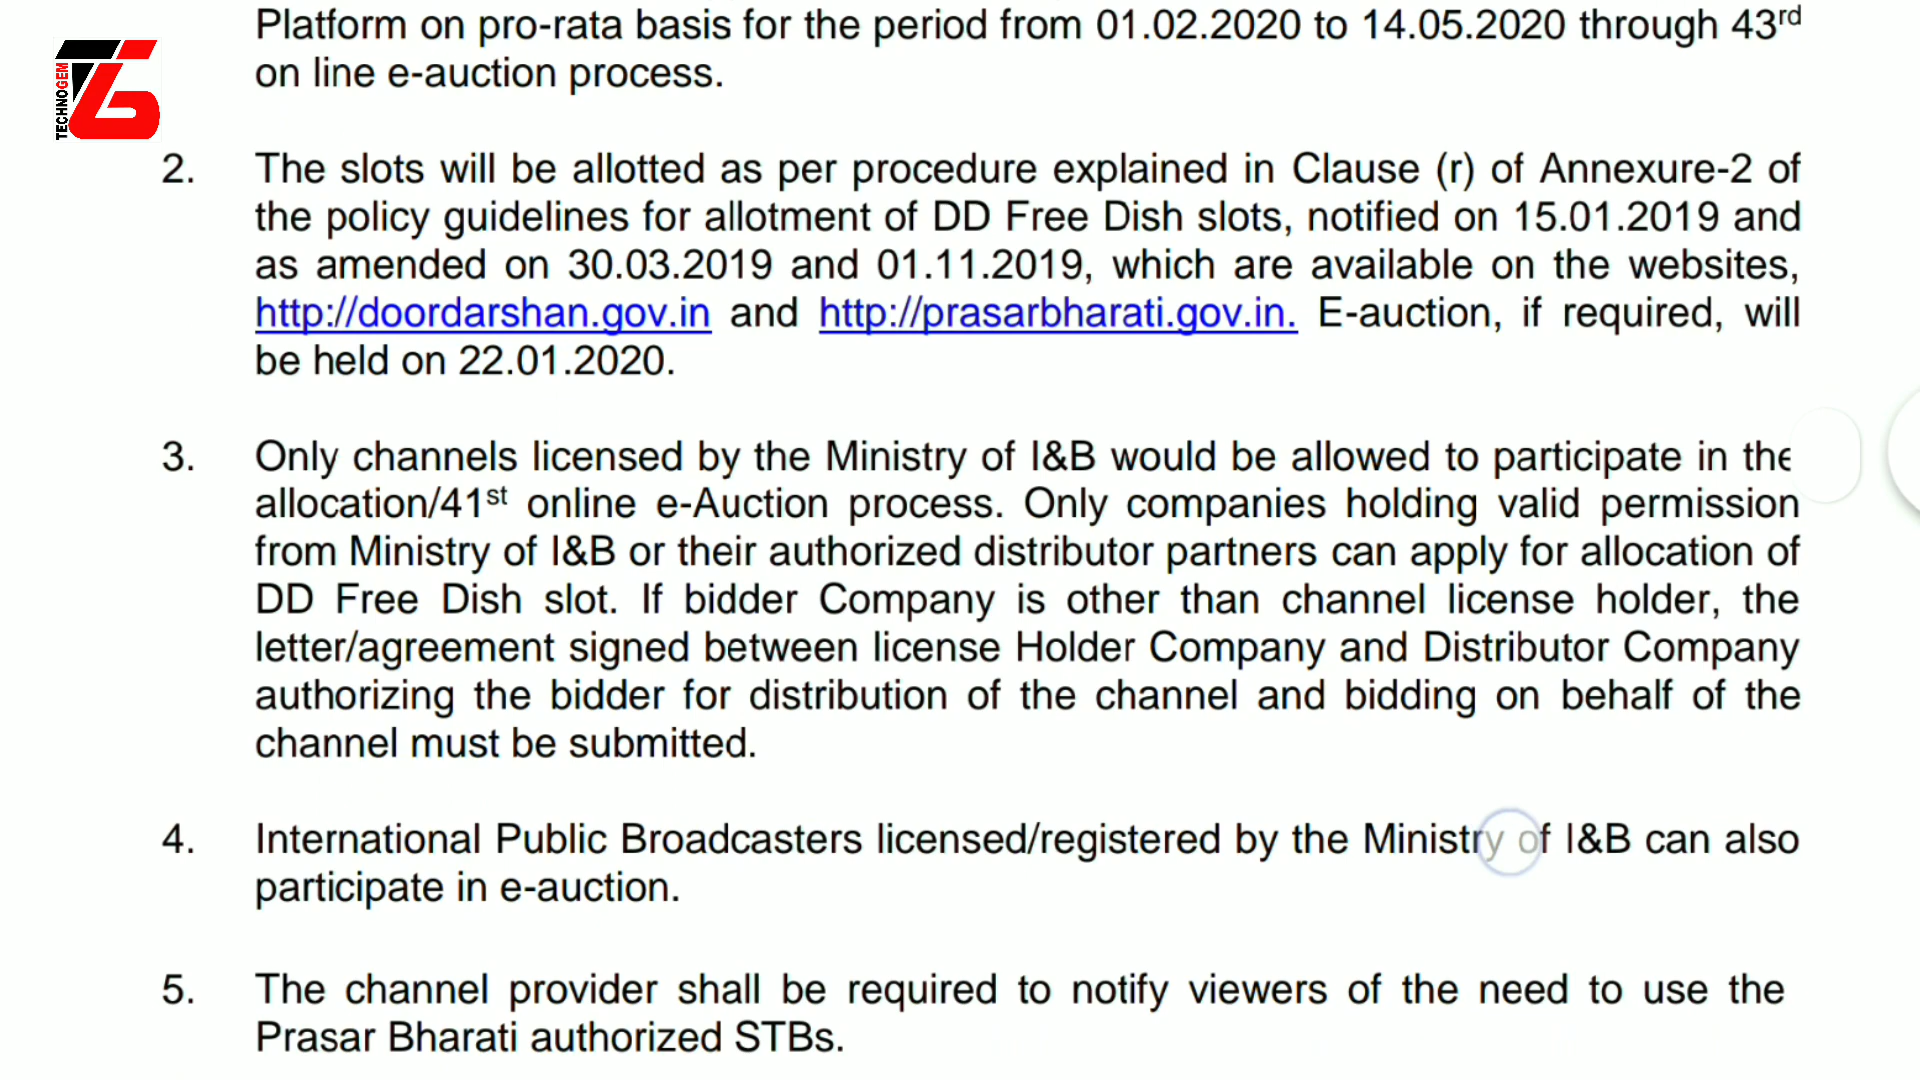 Platform on pro-rata basis for the period from 01.02.2020 to 14.05.2020 through 43rd
on line e-auction process.
TECHNOGEM
2. The slots will be allotted as per procedure explained in Clause (r) of Annexure-2 of
the policy guidelines for allotment of DD Free Dish slots, notified on 15.01.2019 and
as amended on 30.03.2019 and 01.11.2019, which are available on the websites,
http://doordarshan.gov.in and http://prasarbharati.gov.in. E-auction, if required, will
be held on 22.01.2020.
3. Only channels licensed by the Ministry of I&B would be allowed to participate in the
allocation/41st online e-Auction process. Only companies holding valid permission
from Ministry of I&B or their authorized distributor partners can apply for allocation of
DD Free Dish slot. If bidder Company is other than channel license holder, the
letter/agreement signed between license Holder Company and Distributor Company
authorizing the bidder for distribution of the channel and bidding on behalf of the
channel must be submitted.
4. International Public Broadcasters licensed/registered by the Ministry of I&B can also
participate in e-auction.
5. The channel provider shall be required to notify viewers of the need to use the
Prasar Bharati authorized STBs.